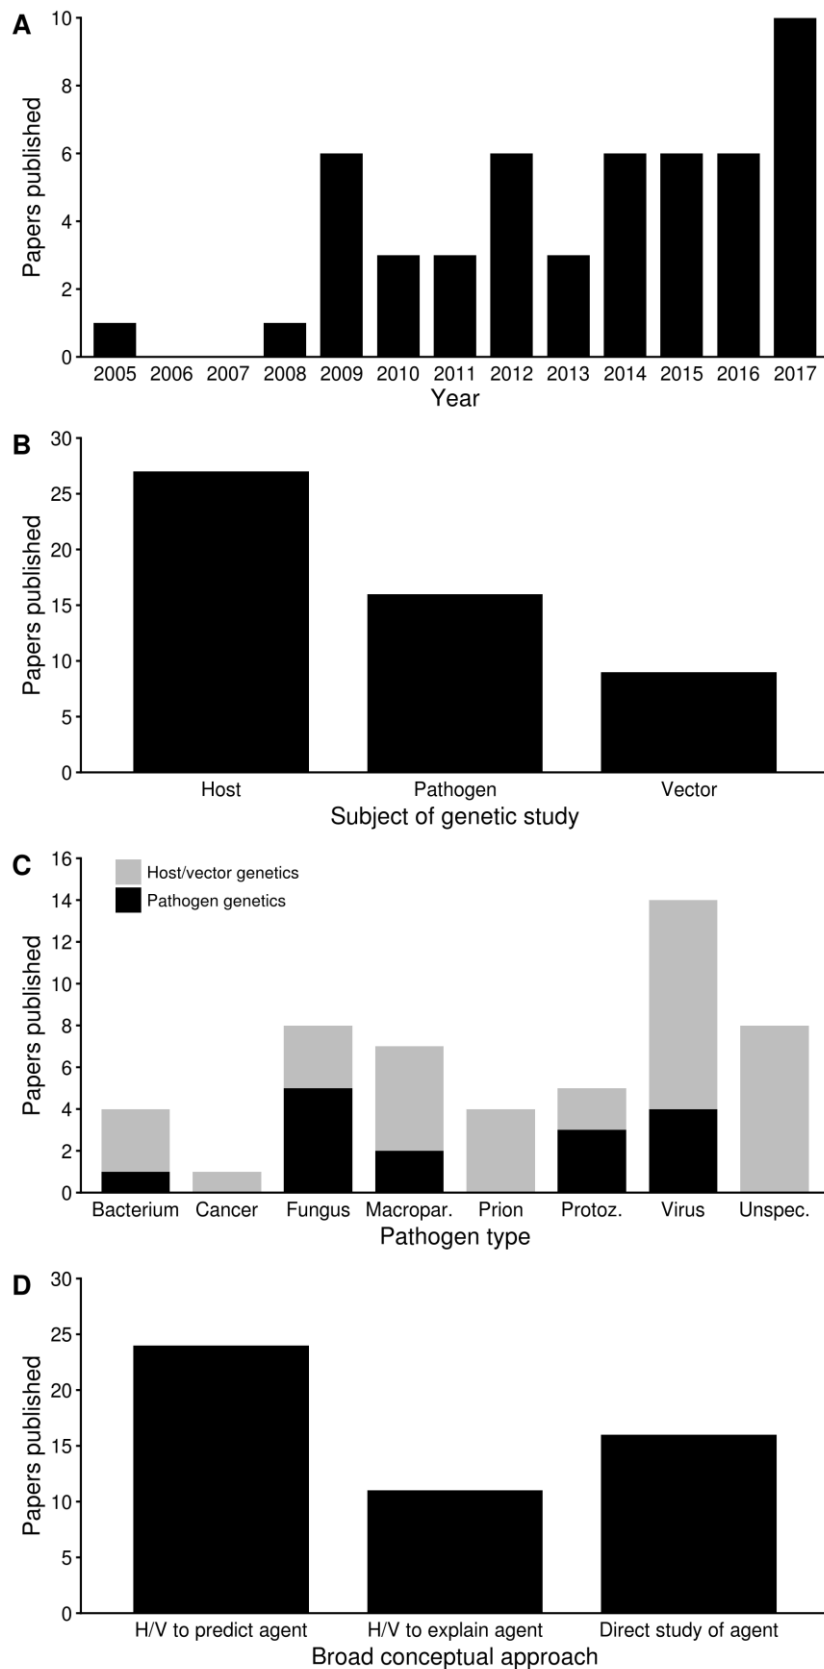 A
Papers published
10
8
6
4
2
0
2005 2006 2007 2008 2009 2010 2011 2012 2013 2014 2015 2016 2017
Year
B
Papers published
30
25
20
15
10
5
0
Host Pathogen Vector
Subject of genetic study
C
Papers published
16
14
12
10
8
6
4
2
0
Host/vector genetics
Pathogen genetics
Bacterium Cancer Fungus Macropar. Prion Protoz. Virus Unspec.
Pathogen type
D
Papers published
30
25
20
15
10
5
0
H/V to predict agent H/V to explain agent Direct study of agent
Broad conceptual approach